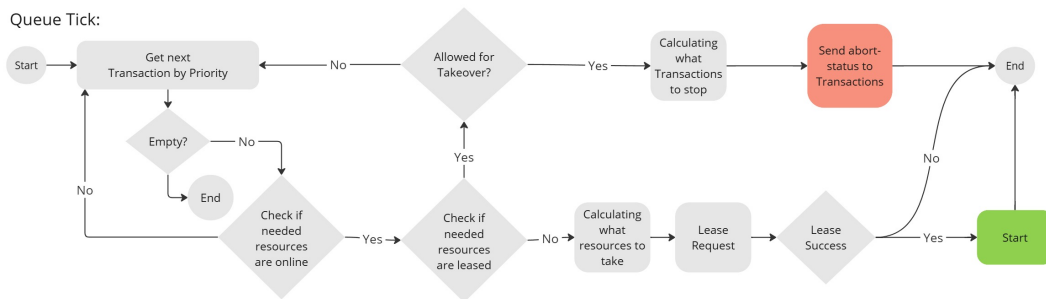 Queue Tick:
Start
Get next
Transaction by Priority
No
Allowed for
Takeover?
Yes
Calculating
what
Transactions
to stop
Send abort-
status to
Transactions
End
Empty?
No
End
No
Yes
No
Check if
needed
resources
are online
Yes
Check if
needed
resources
are leased
No
Calculating
what
resources to
take
Lease
Request
Lease
Success
Yes
Start